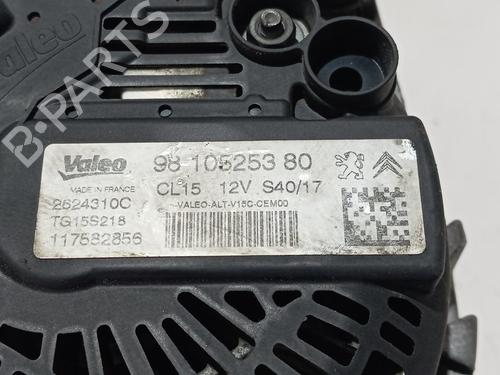 Valeo
B-PARTS
Valeo 98 105253 80
MADE IN FRANCE CL15 12V S40/17
2624310C VALEO-ALT-V15C-CEM00
TG15S218
117582856